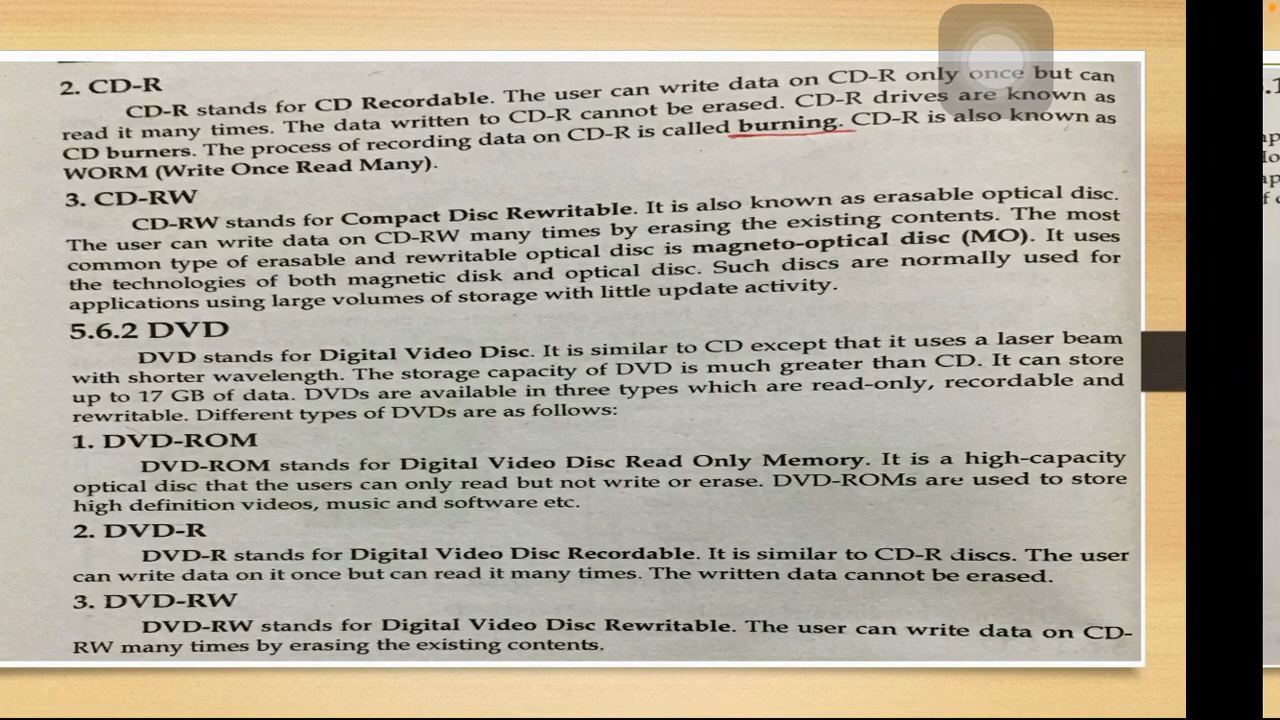 2. CD-R
CD-R stands for CD Recordable. The user can write data on CD-R only once but can
read it many times. The data written to CD-R cannot be erased. CD-R drives are known as
CD burners. The process of recording data on CD-R is called burning. CD-R is also known as
WORM (Write Once Read Many).
3. CD-RW
CD-RW stands for Compact Disc Rewritable. It is also known as erasable optical disc.
The user can write data on CD-RW many times by erasing the existing contents. The most
common type of erasable and rewritable optical disc is magneto-optical disc (MO). It uses
the technologies of both magnetic disk and optical disc. Such discs are normally used for
applications using large volumes of storage with little update activity.
5.6.2 DVD
DVD stands for Digital Video Disc. It is similar to CD except that it uses a laser beam
with shorter wavelength. The storage capacity of DVD is much greater than CD. It can store
up to 17 GB of data. DVDs are available in three types which are read-only, recordable and
rewritable. Different types of DVDs are as follows:
1. DVD-ROM
DVD-ROM stands for Digital Video Disc Read Only Memory. It is a high-capacity
optical disc that the users can only read but not write or erase. DVD-ROMs are used to store
high definition videos, music and software etc.
2. DVD-R
DVD-R stands for Digital Video Disc Recordable. It is similar to CD-R discs. The user
can write data on it once but can read it many times. The written data cannot be erased.
3. DVD-RW
DVD-RW stands for Digital Video Disc Rewritable. The user can write data on CD-
RW many times by erasing the existing contents.